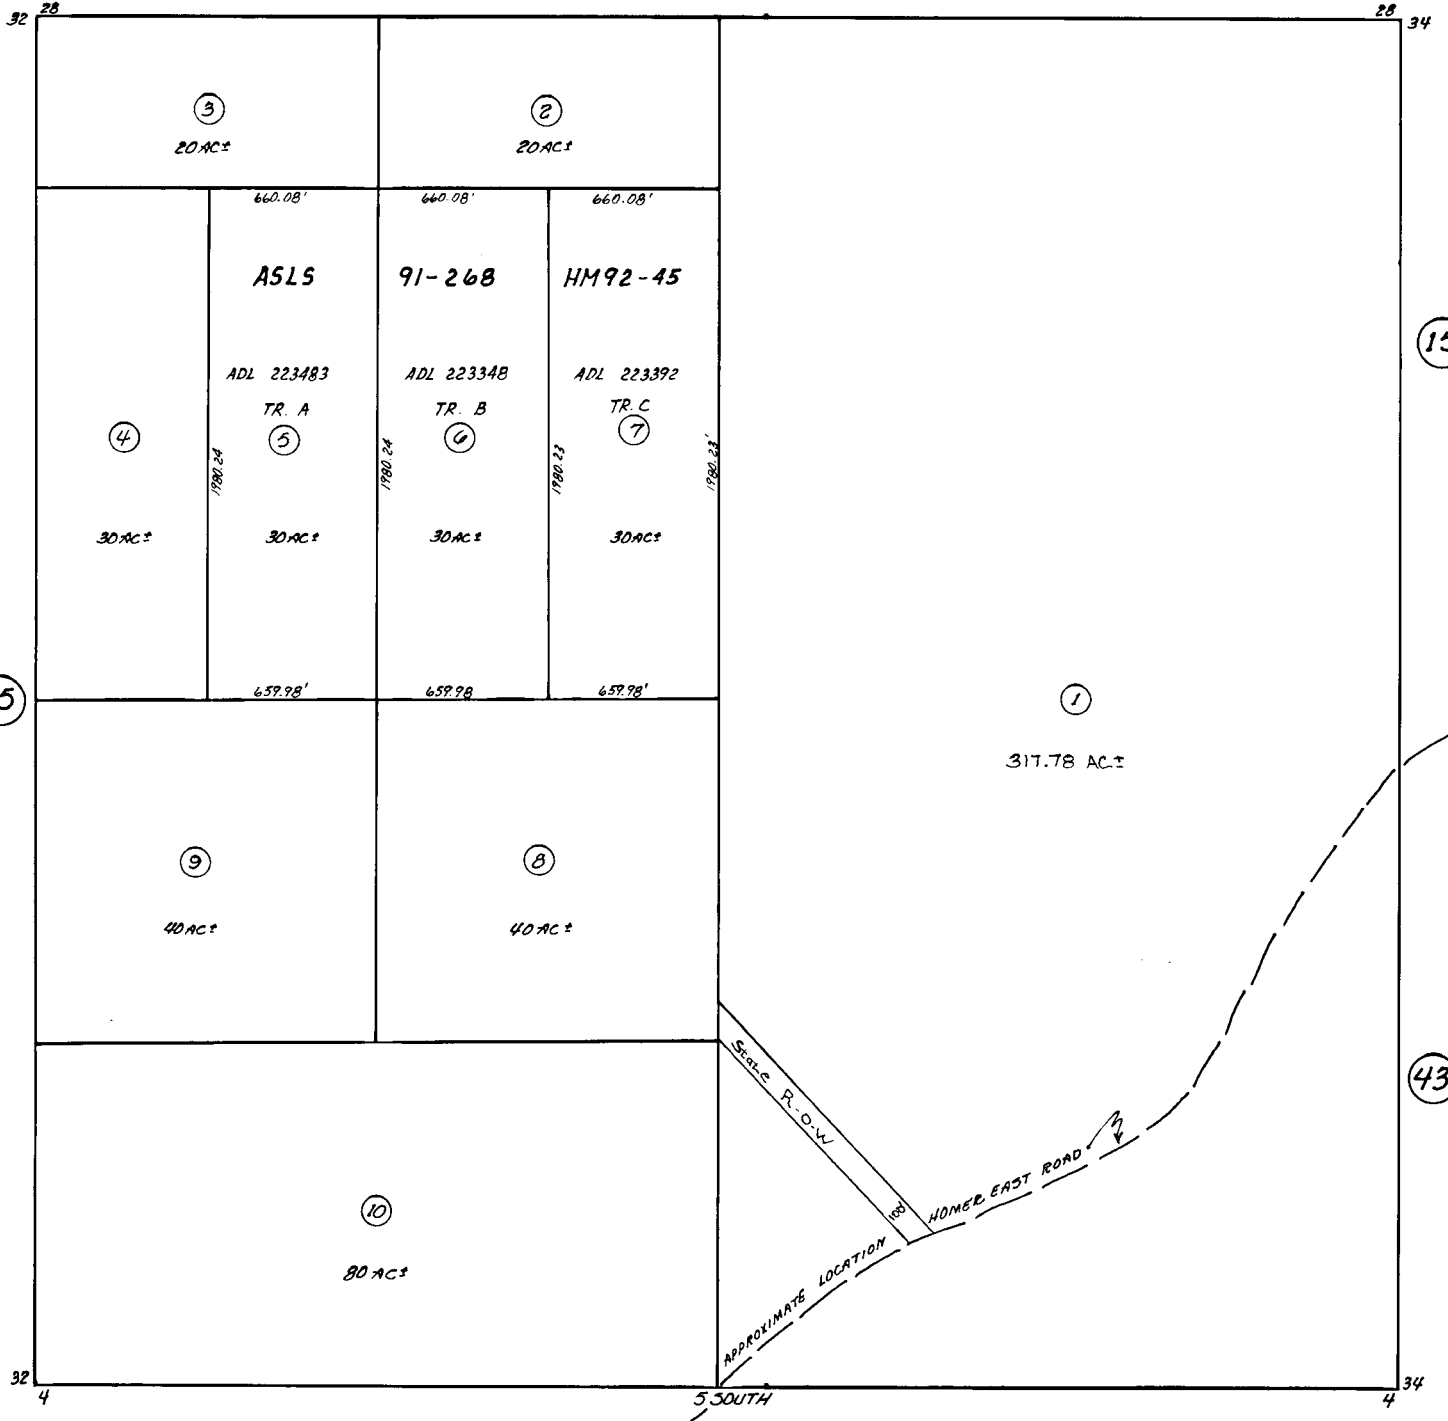 28
28
32
34
3
2
20 AC±
20 AC±
660.08'
660.08'
660.08'
ASLS 91-268 HM92-45
15
ADL 223483
ADL 223348
ADL 223392
TR. A
TR. B
TR. C
4
5
6
7
1980.24
1980.24
1980.23
1980.23'
30 AC±
30 AC±
30 AC±
30 AC±
659.98'
659.98
659.98'
5
1
317.78 AC±
9
8
40 AC±
40 AC±
State R-O-W
43
100'
HOMER EAST ROAD
10
80 AC±
APPROXIMATE LOCATION
32
34
4
5 SOUTH
4